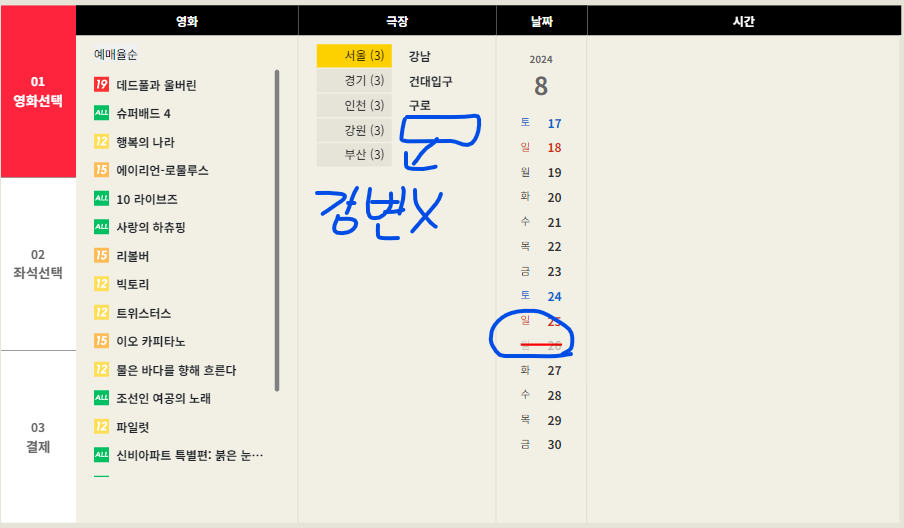 영화
극장
날짜
시간
01
영화선택
02
좌석선택
03
결제
예매율순
19 데드풀과 울버린
ALL 슈퍼배드 4
12 행복의 나라
15 에이리언-로물루스
ALL 10 라이브즈
ALL 사랑의 하츄핑
15 리볼버
12 빅토리
12 트위스터스
15 이오 카피타노
12 물은 바다를 향해 흐른다
ALL 조선인 여공의 노래
12 파일럿
ALL 신비아파트 특별편: 붉은 눈…
서울 (3)
경기 (3)
인천 (3)
강원 (3)
부산 (3)
강남
건대입구
구로
강변X
2024
8
토 17
일 18
월 19
화 20
수 21
목 22
금 23
토 24
일 25
월 26
화 27
수 28
목 29
금 30